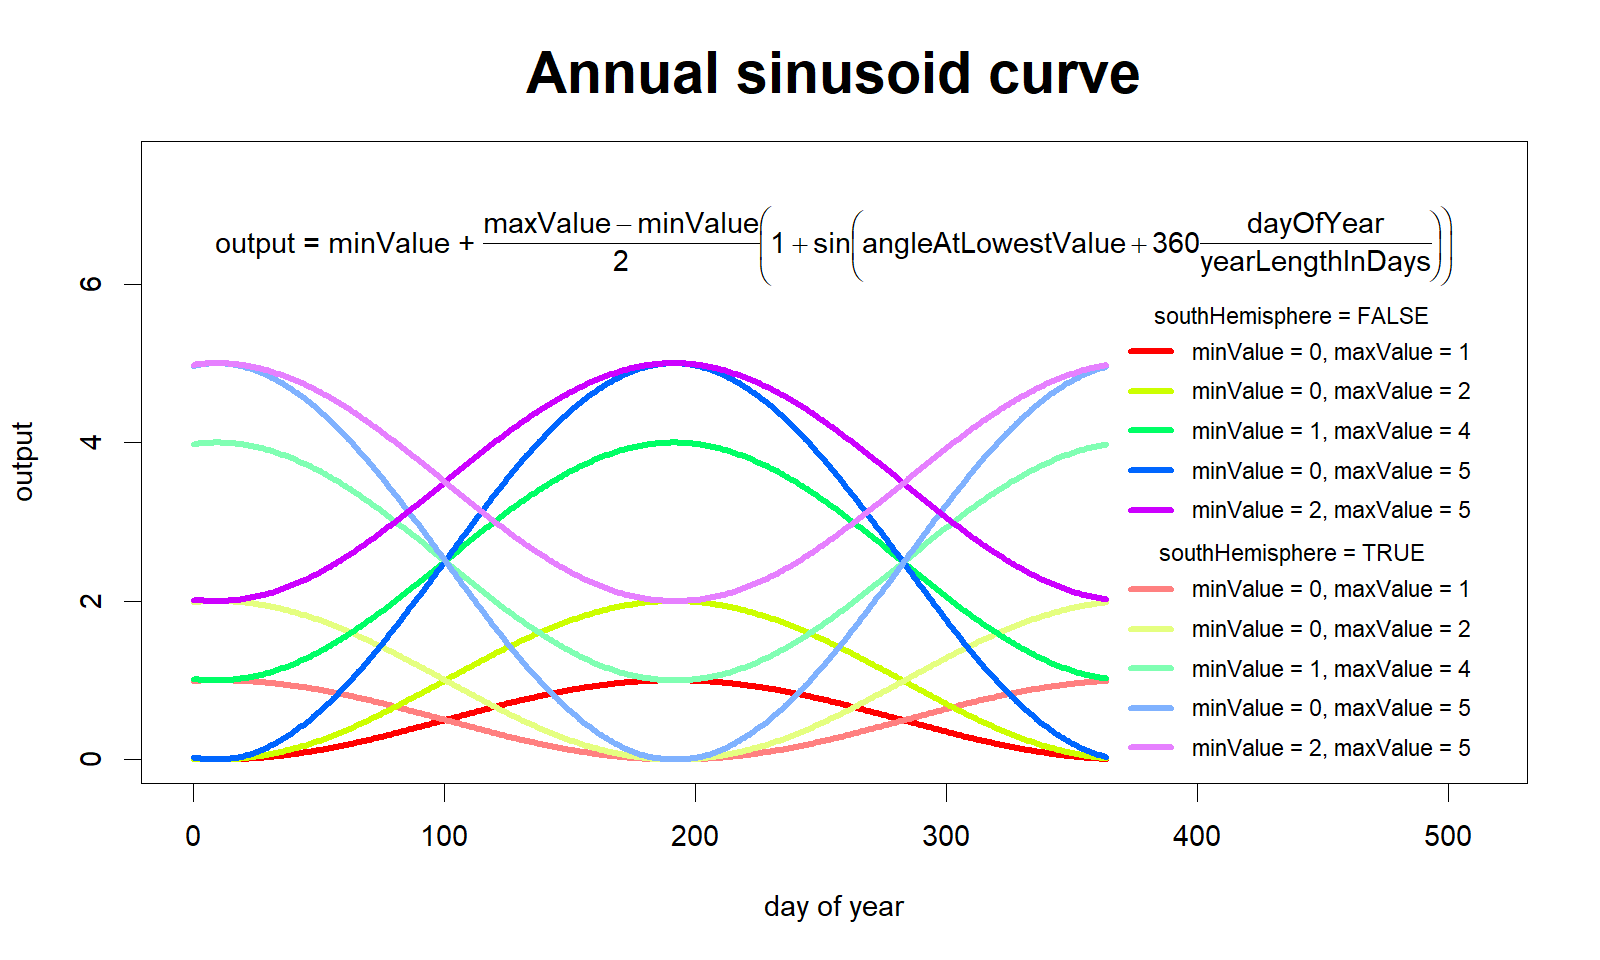 Annual sinusoid curve
output = minValue + maxValue − minValue / 2 (1 + sin(angleAtLowestValue + 360 dayOfYear / yearLengthInDays))
southHemisphere = FALSE
minValue = 0, maxValue = 1
minValue = 0, maxValue = 2
minValue = 1, maxValue = 4
minValue = 0, maxValue = 5
minValue = 2, maxValue = 5
southHemisphere = TRUE
minValue = 0, maxValue = 1
minValue = 0, maxValue = 2
minValue = 1, maxValue = 4
minValue = 0, maxValue = 5
minValue = 2, maxValue = 5
output
6
4
2
0
0 100 200 300 400 500
day of year